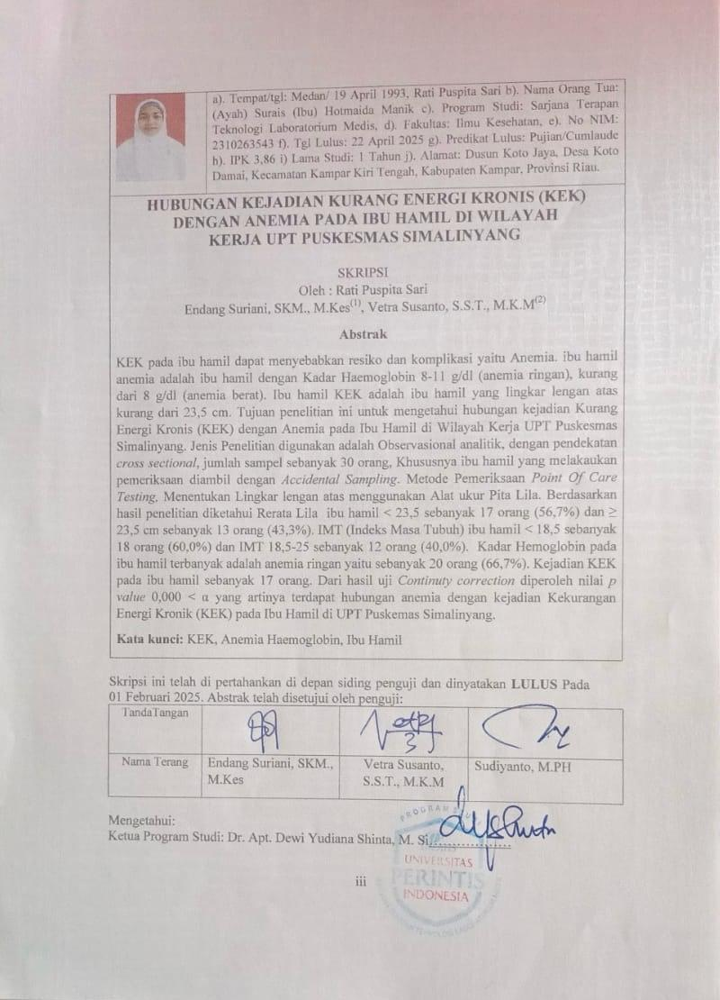 a). Tempat/tgl: Medan/ 19 April 1993, Rati Puspita Sari b). Nama Orang Tua:
(Ayah) Surais (Ibu) Hotmaida Manik c). Program Studi: Sarjana Terapan
Teknologi Laboratorium Medis, d). Fakultas: Ilmu Kesehatan, e). No NIM:
2310263543 f). Tgl Lulus: 22 April 2025 g). Predikat Lulus: Pujian/Cumlaude
h). IPK 3,86 i) Lama Studi: 1 Tahun j). Alamat: Dusun Koto Jaya, Desa Koto
Damai, Kecamatan Kampar Kiri Tengah, Kabupaten Kampar, Provinsi Riau.
HUBUNGAN KEJADIAN KURANG ENERGI KRONIS (KEK)
DENGAN ANEMIA PADA IBU HAMIL DI WILAYAH
KERJA UPT PUSKESMAS SIMALINYANG
SKRIPSI
Oleh : Rati Puspita Sari
Endang Suriani, SKM., M.Kes(1), Vetra Susanto, S.S.T., M.K.M(2)
Abstrak
KEK pada ibu hamil dapat menyebabkan resiko dan komplikasi yaitu Anemia. ibu hamil
anemia adalah ibu hamil dengan Kadar Haemoglobin 8-11 g/dl (anemia ringan), kurang
dari 8 g/dl (anemia berat). Ibu hamil KEK adalah ibu hamil yang lingkar lengan atas
kurang dari 23,5 cm. Tujuan penelitian ini untuk mengetahui hubungan kejadian Kurang
Energi Kronis (KEK) dengan Anemia pada Ibu Hamil di Wilayah Kerja UPT Puskesmas
Simalinyang. Jenis Penelitian digunakan adalah Observasional analitik, dengan pendekatan
cross sectional, jumlah sampel sebanyak 30 orang, Khususnya ibu hamil yang melakaukan
pemeriksaan diambil dengan Accidental Sampling. Metode Pemeriksaan Point Of Care
Testing. Menentukan Lingkar lengan atas menggunakan Alat ukur Pita Lila. Berdasarkan
hasil penelitian diketahui Rerata Lila ibu hamil < 23,5 sebanyak 17 orang (56,7%) dan ≥
23,5 cm sebanyak 13 orang (43,3%). IMT (Indeks Masa Tubuh) ibu hamil < 18,5 sebanyak
18 orang (60,0%) dan IMT 18,5-25 sebanyak 12 orang (40,0%). Kadar Hemoglobin pada
ibu hamil terbanyak adalah anemia ringan yaitu sebanyak 20 orang (66,7%). Kejadian KEK
pada ibu hamil sebanyak 17 orang. Dari hasil uji Continuty correction diperoleh nilai p
value 0,000 < α yang artinya terdapat hubungan anemia dengan kejadian Kekurangan
Energi Kronik (KEK) pada Ibu Hamil di UPT Puskemas Simalinyang.
Kata kunci: KEK, Anemia Haemoglobin, Ibu Hamil
Skripsi ini telah di pertahankan di depan siding penguji dan dinyatakan LULUS Pada
01 Februari 2025. Abstrak telah disetujui oleh penguji:
TandaTangan
Nama Terang
Endang Suriani, SKM.,
M.Kes
Vetra Susanto,
S.S.T., M.K.M
Sudiyanto, M.PH
Mengetahui:
Ketua Program Studi: Dr. Apt. Dewi Yudiana Shinta, M. Si
PROGRAM
UNIVERSITAS
PERINTIS
INDONESIA
iii